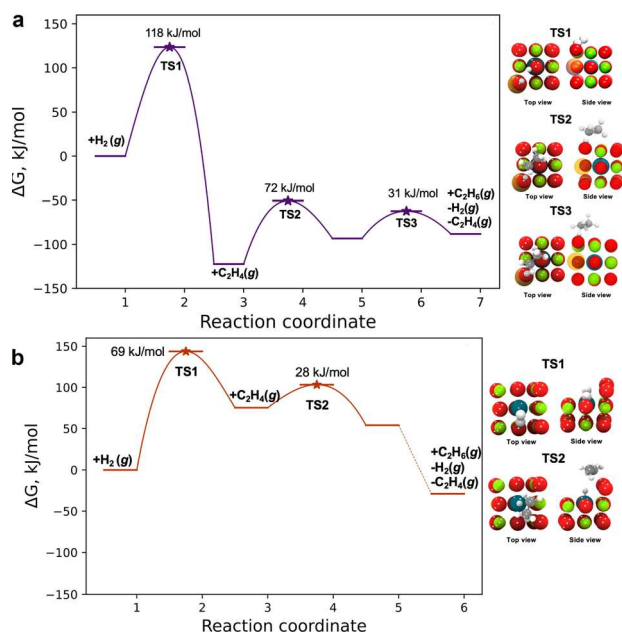 a
118 kJ/mol
TS1
+H₂(g)
72 kJ/mol
TS2
31 kJ/mol
TS3
+C₂H₆(g)
-H₂(g)
-C₂H₄(g)
+C₂H₄(g)
150
100
50
0
−50
−100
−150
ΔG, kJ/mol
1 2 3 4 5 6 7
Reaction coordinate
TS1
Top view Side view
TS2
Top view Side view
TS3
Top view Side view
b
69 kJ/mol
TS1
28 kJ/mol
+C₂H₄(g)
TS2
+H₂(g)
+C₂H₆(g)
-H₂(g)
-C₂H₄(g)
150
100
50
0
−50
−100
−150
ΔG, kJ/mol
1 2 3 4 5 6
Reaction coordinate
TS1
Top view Side view
TS2
Top view Side view